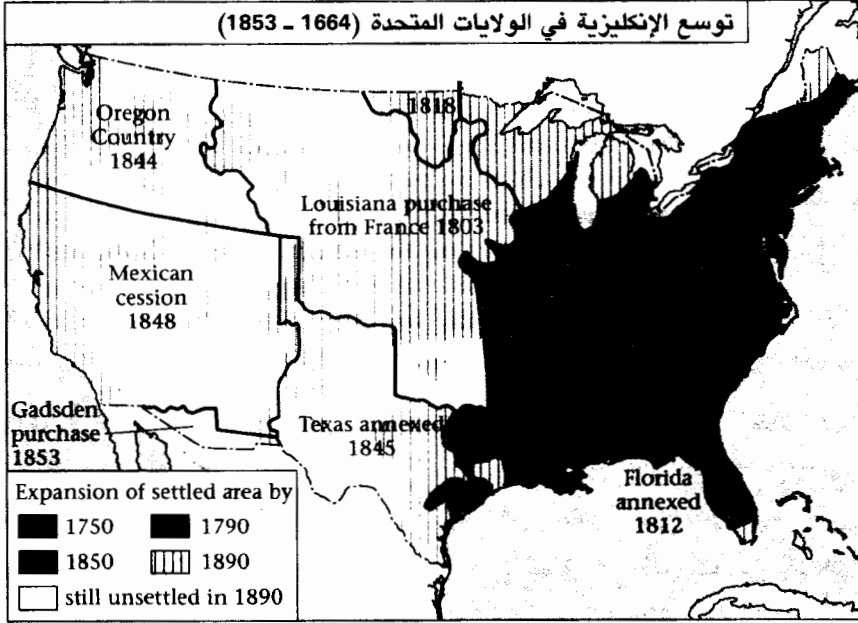 توسع الإنكليزية في الولايات المتحدة (1664 ـ 1853)
1818
Oregon
Country
1844
Louisiana purchase
from France 1803
Mexican
cession
1848
Gadsden
purchase
1853
Texas annexed
1845
Florida
annexed
1812
Expansion of settled area by
1750
1790
1850
1890
still unsettled in 1890